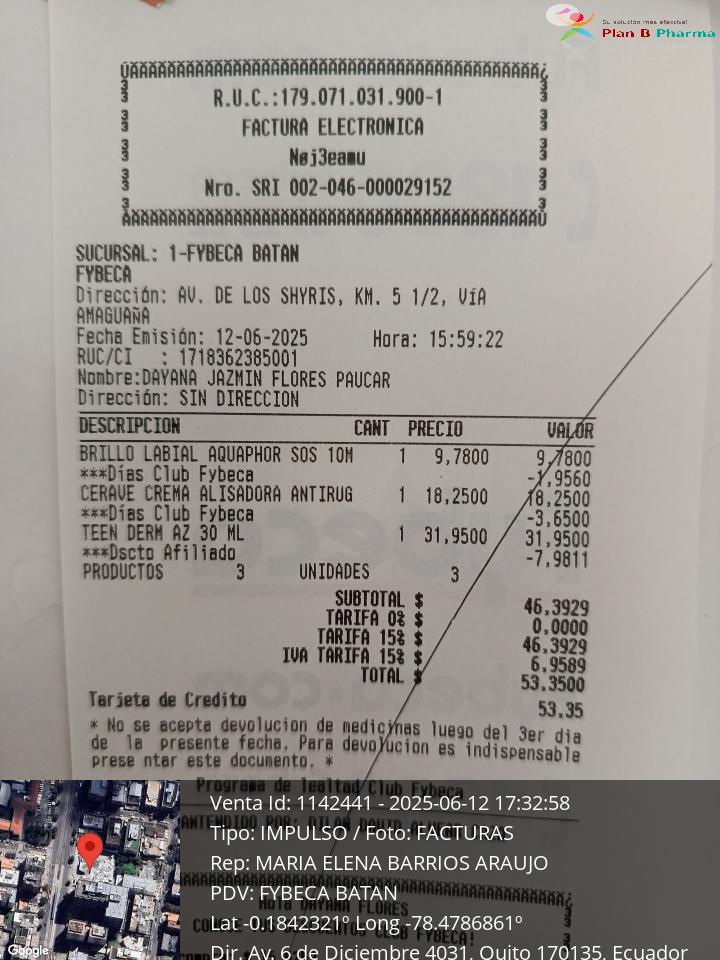 Su solución más efectiva!
Plan B Pharma
R.U.C.:179.071.031.900-1
FACTURA ELECTRONICA
Nøj3eamu
Nro. SRI 002-046-000029152
SUCURSAL: 1-FYBECA BATAN
FYBECA
Dirección: AV. DE LOS SHYRIS, KM. 5 1/2, VíA
AMAGUAÑA
Fecha Emisión: 12-06-2025 Hora: 15:59:22
RUC/CI : 1718362385001
Nombre:DAYANA JAZMIN FLORES PAUCAR
Dirección: SIN DIRECCION
DESCRIPCION CANT PRECIO VALOR
BRILLO LABIAL AQUAPHOR SOS 10M 1 9,7800 9,7800
***Días Club Fybeca -1,9560
CERAVE CREMA ALISADORA ANTIRUG 1 18,2500 18,2500
***Días Club Fybeca -3,6500
TEEN DERM AZ 30 ML 1 31,9500 31,9500
***Dscto Afiliado -7,9811
PRODUCTOS 3 UNIDADES 3
SUBTOTAL $ 46,3929
TARIFA 0% $ 0,0000
TARIFA 15% $ 46,3929
IVA TARIFA 15% $ 6,9589
TOTAL $ 53,3500
Tarjeta de Credito 53,35
* No se acepta devolucion de medicinas luego del 3er dia
de la presente fecha. Para devolucion es indispensable
prese ntar este documento. *
Programa de lealtad Club Fybeca
Venta Id: 1142441 - 2025-06-12 17:32:58
Tipo: IMPULSO / Foto: FACTURAS
Rep: MARIA ELENA BARRIOS ARAUJO
PDV: FYBECA BATAN
Lat -0.1842321º Long -78.4786861º
Dir. Av. 6 de Diciembre 4031, Quito 170135, Ecuador
Google